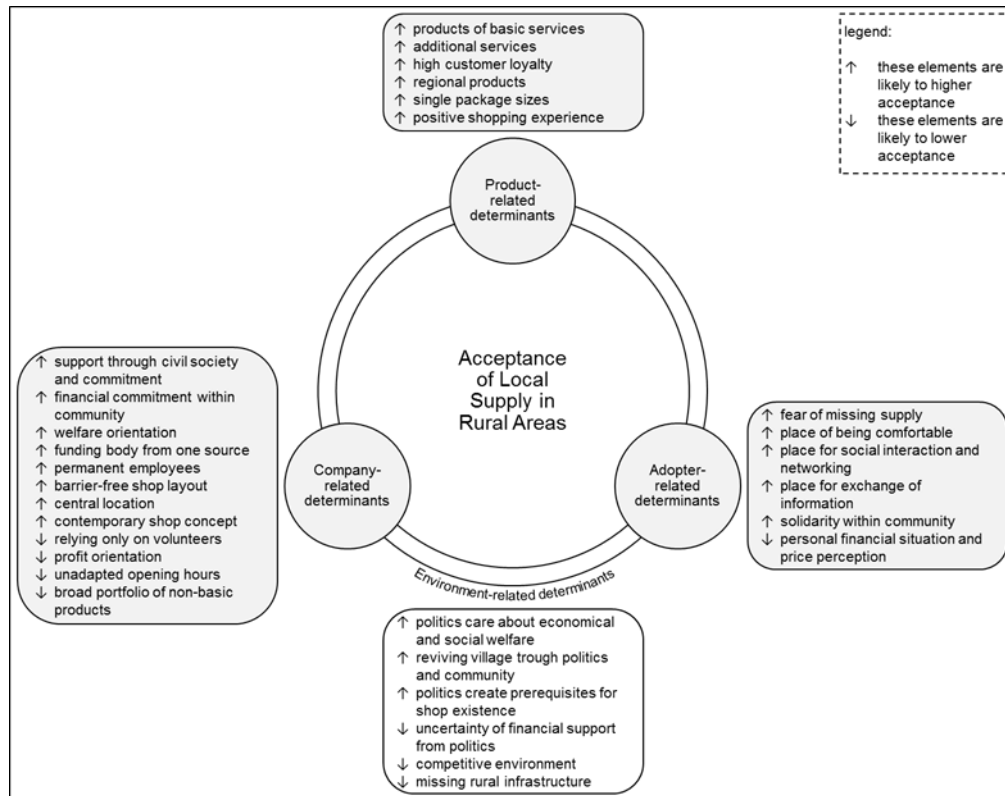 ↑ products of basic services
↑ additional services
↑ high customer loyalty
↑ regional products
↑ single package sizes
↑ positive shopping experience
legend:
↑ these elements are
likely to higher
acceptance
↓ these elements are
likely to lower
acceptance
Product-
related
determinants
Acceptance
of Local
Supply in
Rural Areas
↑ support through civil society
and commitment
↑ financial commitment within
community
↑ welfare orientation
↑ funding body from one source
↑ permanent employees
↑ barrier-free shop layout
↑ central location
↑ contemporary shop concept
↓ relying only on volunteers
↓ profit orientation
↓ unadapted opening hours
↓ broad portfolio of non-basic
products
Company-
related
determinants
Adopter-
related
determinants
↑ fear of missing supply
↑ place of being comfortable
↑ place for social interaction and
networking
↑ place for exchange of
information
↑ solidarity within community
↓ personal financial situation and
price perception
Environment-related determinants
↑ politics care about economical
and social welfare
↑ reviving village trough politics
and community
↑ politics create prerequisites for
shop existence
↓ uncertainty of financial support
from politics
↓ competitive environment
↓ missing rural infrastructure